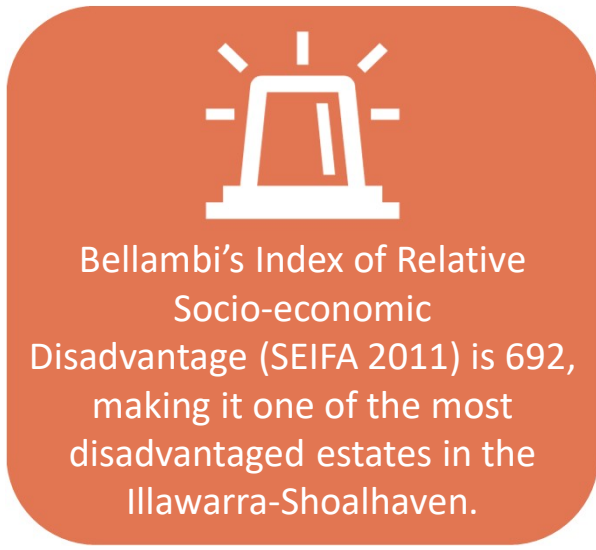 Bellambi’s Index of Relative
Socio-economic
Disadvantage (SEIFA 2011) is 692,
making it one of the most
disadvantaged estates in the
Illawarra-Shoalhaven.